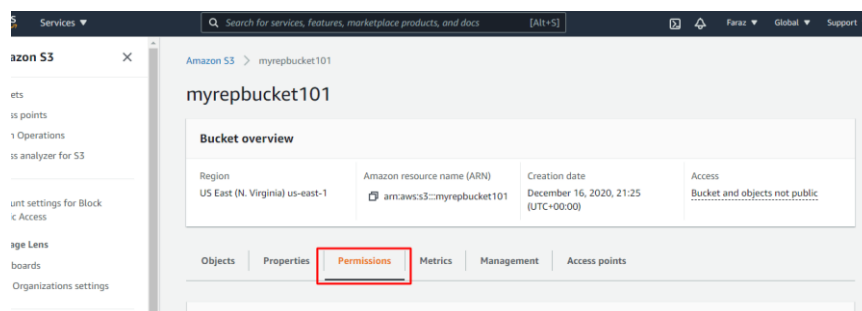 Services ▼
Search for services, features, marketplace products, and docs [Alt+S]
Faraz ▼ Global ▼ Support
azon S3
ets
ss points
Operations
ss analyzer for S3
unt settings for Block
ic Access
age Lens
boards
Organizations settings
Amazon S3 > myrepbucket101
myrepbucket101
Bucket overview
Region
US East (N. Virginia) us-east-1
Amazon resource name (ARN)
arn:aws:s3:::myrepbucket101
Creation date
December 16, 2020, 21:25
(UTC+00:00)
Access
Bucket and objects not public
Objects Properties Permissions Metrics Management Access points